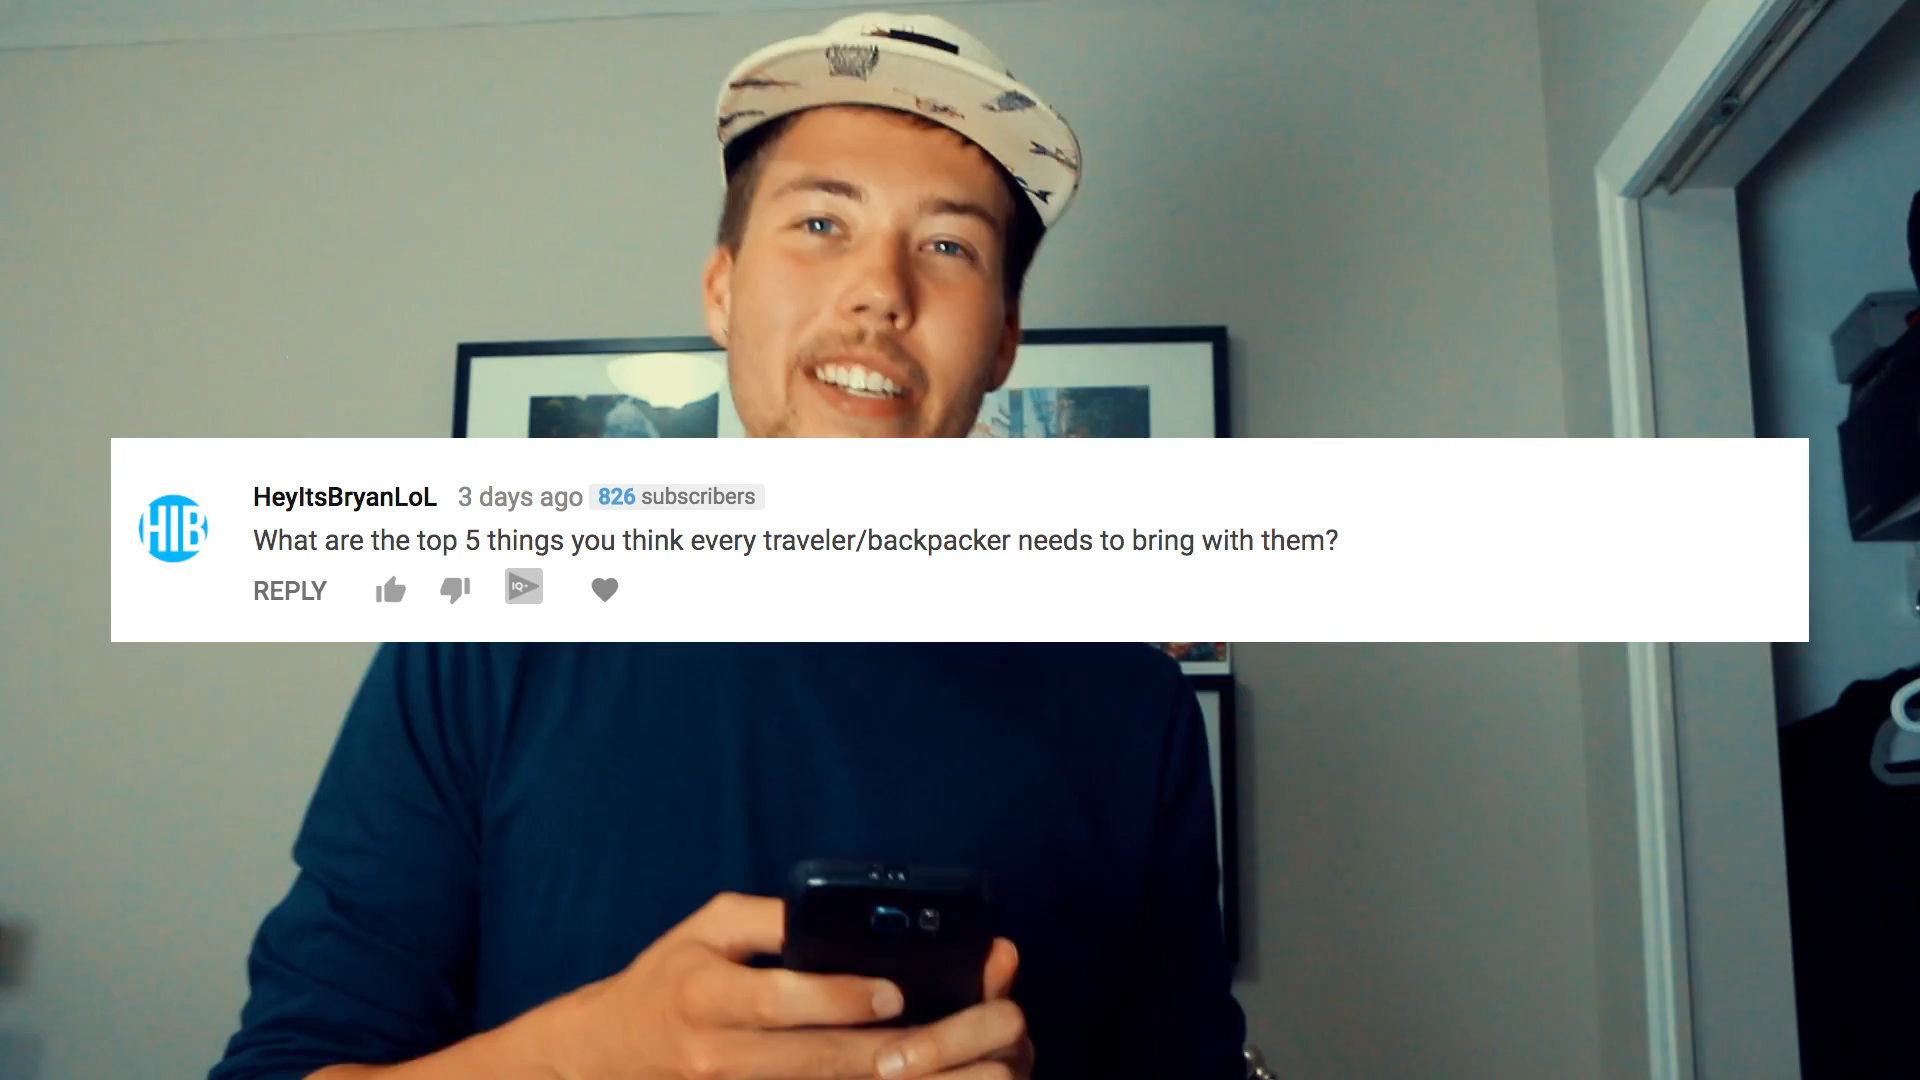 HIB
HeyItsBryanLoL 3 days ago 826 subscribers
What are the top 5 things you think every traveler/backpacker needs to bring with them?
REPLY IQ+